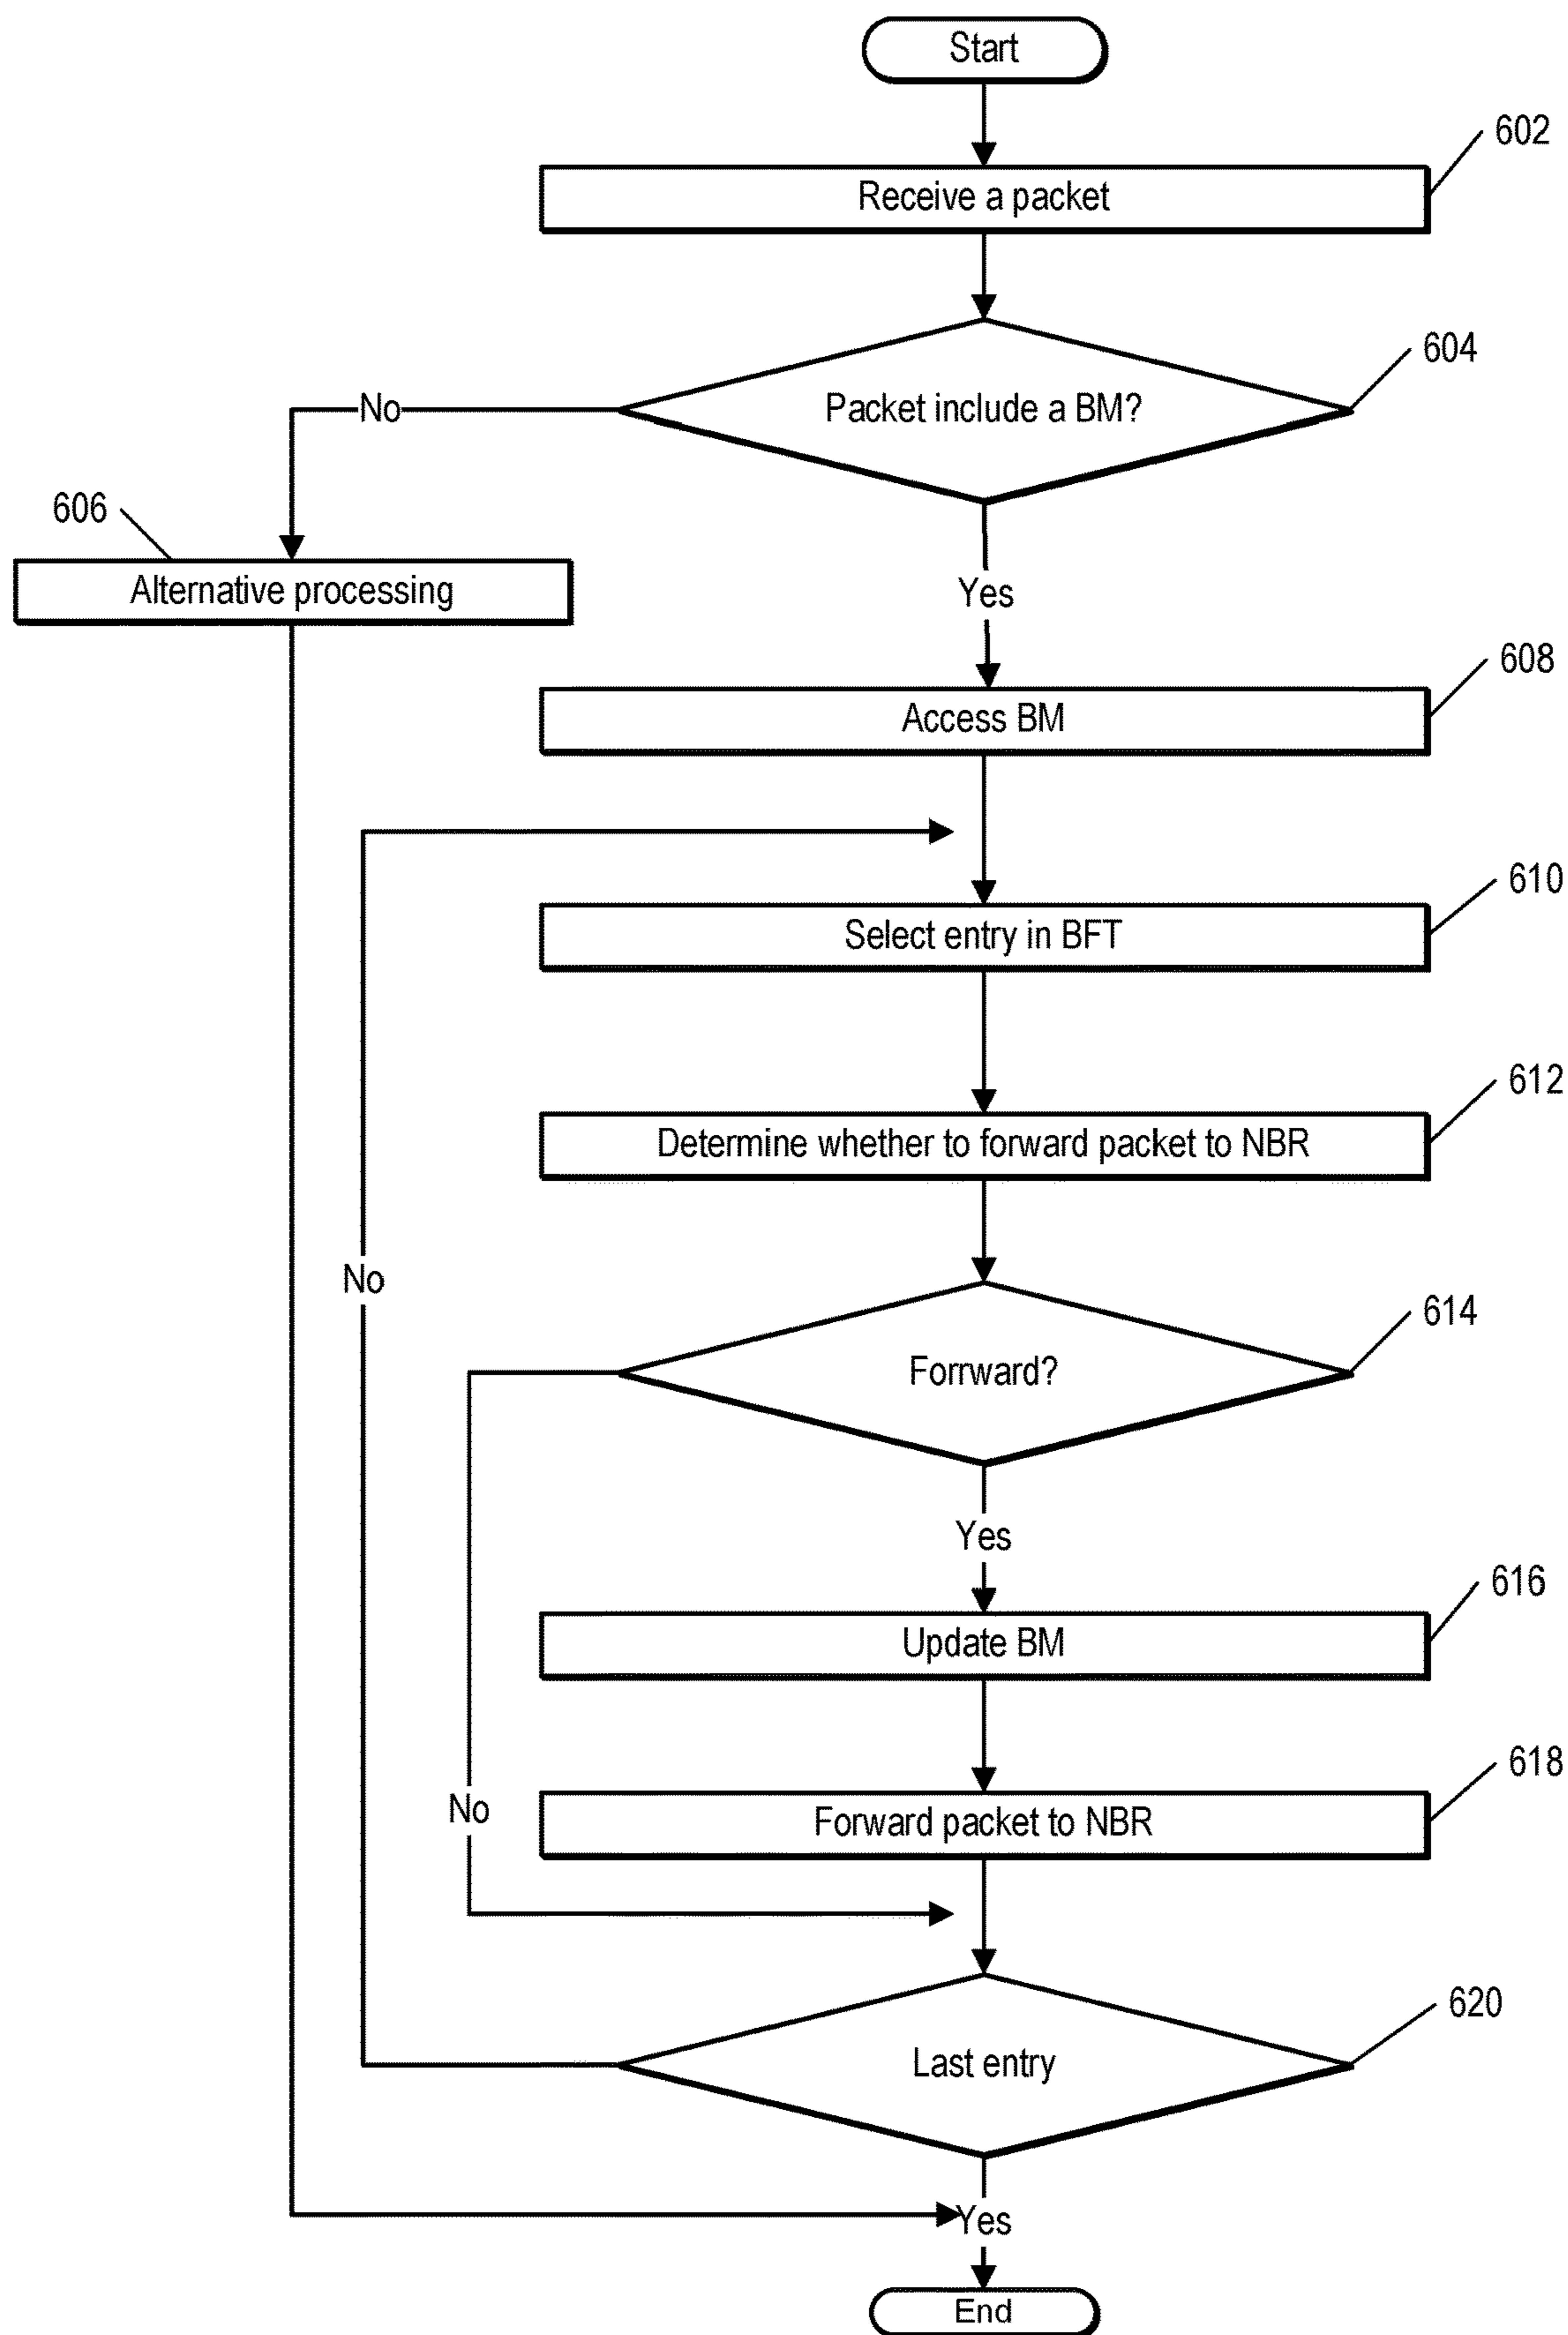 Start
602
Receive a packet
604
Packet include a BM?
No
606
Alternative processing
Yes
608
Access BM
610
Select entry in BFT
612
Determine whether to forward packet to NBR
No
614
Forrward?
Yes
616
Update BM
618
No
Forward packet to NBR
620
Last entry
Yes
End